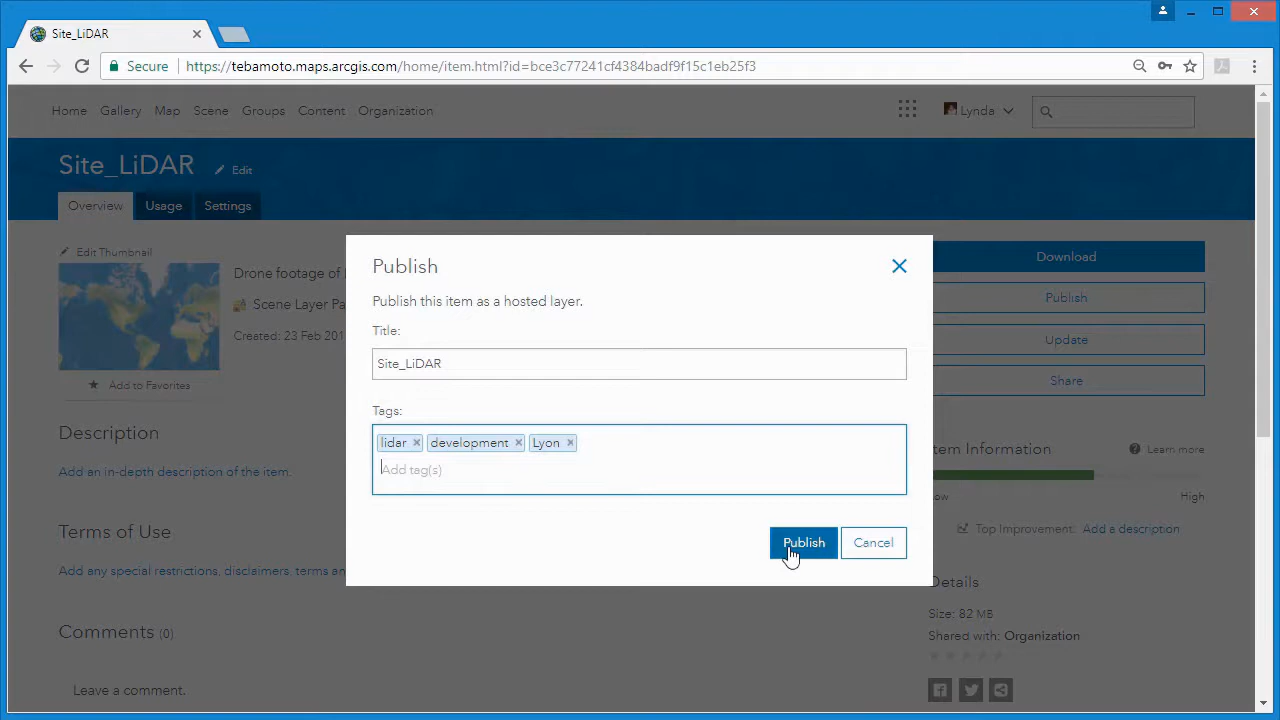 Site_LiDAR
Secure
https://tebamoto.maps.arcgis.com/home/item.html?id=bce3c77241cf4384badf9f15c1eb25f3
Home Gallery Map Scene Groups Content Organization
Lynda
Site_LiDAR
Edit
Overview Usage Settings
Edit Thumbnail
Drone footage of
Scene Layer Pa
Created: 23 Feb 201
Add to Favorites
Description
Add an in-depth description of the item.
Terms of Use
Add any special restrictions, disclaimers, terms an
Comments (0)
Leave a comment.
Publish
Publish this item as a hosted layer.
Title:
Site_LiDAR
Tags:
lidar × development × Lyon ×
Add tag(s)
Publish Cancel
Download
Publish
Update
Share
tem Information
Learn more
ow High
Top Improvement: Add a description
Details
Size: 82 MB
Shared with: Organization